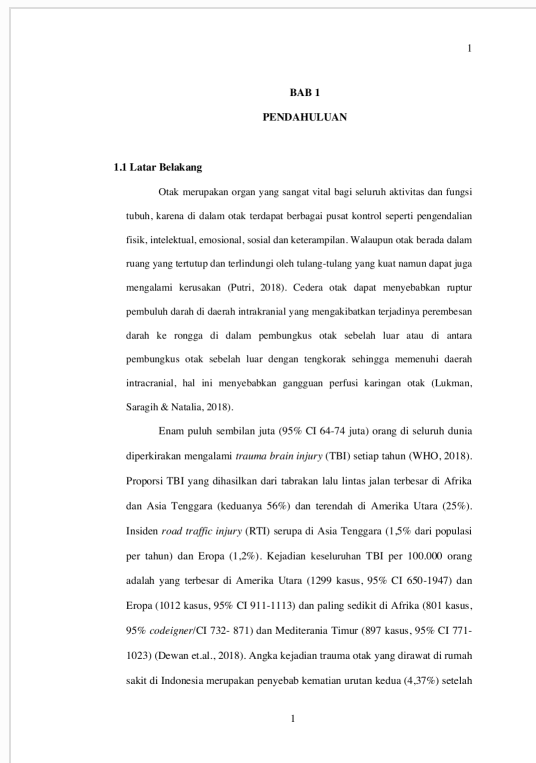 1
BAB 1
PENDAHULUAN
1.1 Latar Belakang
Otak merupakan organ yang sangat vital bagi seluruh aktivitas dan fungsi
tubuh, karena di dalam otak terdapat berbagai pusat kontrol seperti pengendalian
fisik, intelektual, emosional, sosial dan keterampilan. Walaupun otak berada dalam
ruang yang tertutup dan terlindungi oleh tulang-tulang yang kuat namun dapat juga
mengalami kerusakan (Putri, 2018). Cedera otak dapat menyebabkan ruptur
pembuluh darah di daerah intrakranial yang mengakibatkan terjadinya perembesan
darah ke rongga di dalam pembungkus otak sebelah luar atau di antara
pembungkus otak sebelah luar dengan tengkorak sehingga memenuhi daerah
intracranial, hal ini menyebabkan gangguan perfusi karingan otak (Lukman,
Saragih & Natalia, 2018).
Enam puluh sembilan juta (95% CI 64-74 juta) orang di seluruh dunia
diperkirakan mengalami trauma brain injury (TBI) setiap tahun (WHO, 2018).
Proporsi TBI yang dihasilkan dari tabrakan lalu lintas jalan terbesar di Afrika
dan Asia Tenggara (keduanya 56%) dan terendah di Amerika Utara (25%).
Insiden road traffic injury (RTI) serupa di Asia Tenggara (1,5% dari populasi
per tahun) dan Eropa (1,2%). Kejadian keseluruhan TBI per 100.000 orang
adalah yang terbesar di Amerika Utara (1299 kasus, 95% CI 650-1947) dan
Eropa (1012 kasus, 95% CI 911-1113) dan paling sedikit di Afrika (801 kasus,
95% codeigner/CI 732- 871) dan Mediterania Timur (897 kasus, 95% CI 771-
1023) (Dewan et.al., 2018). Angka kejadian trauma otak yang dirawat di rumah
sakit di Indonesia merupakan penyebab kematian urutan kedua (4,37%) setelah
1